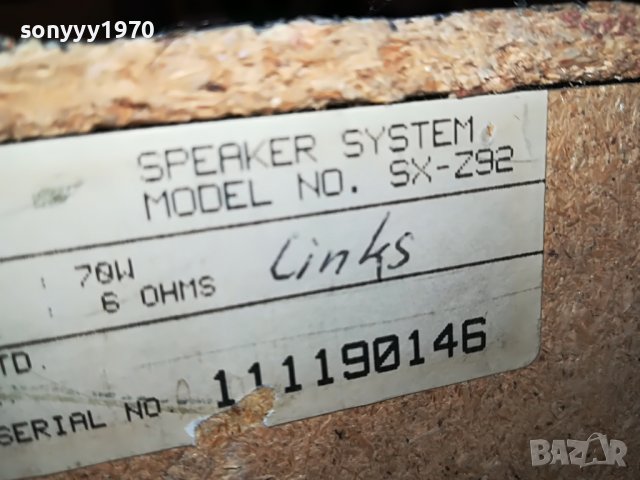 sonyyy1970
SPEAKER SYSTEM
MODEL NO. SX-Z92
: 70W
Links
: 6 OHMS
TD.
SERIAL NO 111190146
BAZAR